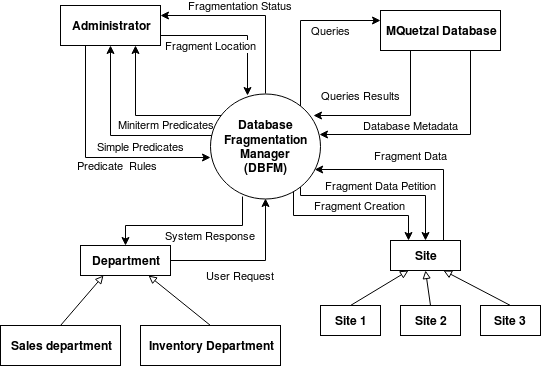 Fragmentation Status
Administrator
Queries
MQuetzal Database
Fragment Location
Queries Results
Miniterm Predicates
Database
Fragmentation
Manager
(DBFM)
Database Metadata
Simple Predicates
Fragment Data
Predicate Rules
Fragment Data Petition
Fragment Creation
System Response
Department
Site
User Request
Site 1
Site 2
Site 3
Sales department
Inventory Department